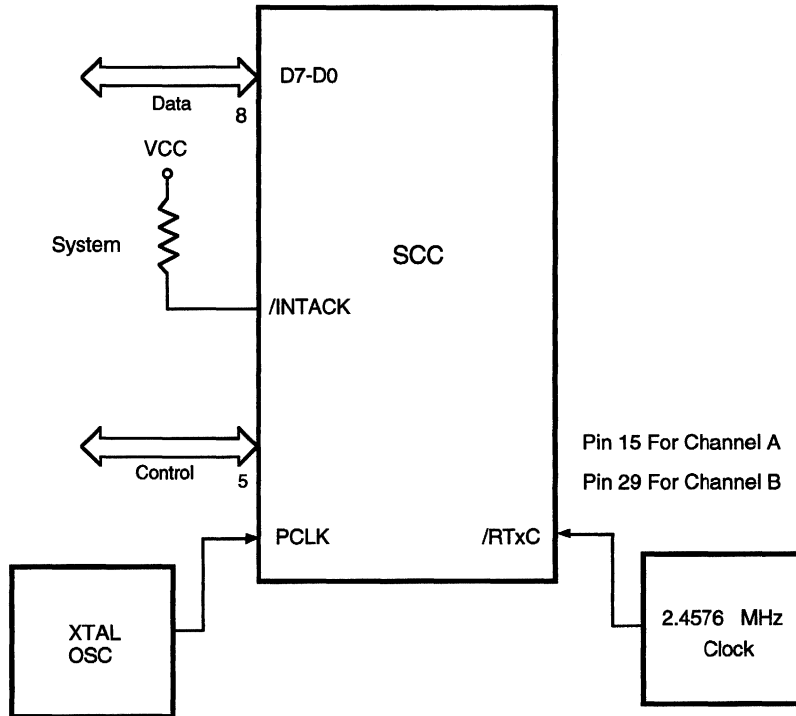 D7-D0
Data
8
VCC
System
SCC
/INTACK
Pin 15 For Channel A
Control
5
Pin 29 For Channel B
PCLK
/RTxC
XTAL
OSC
2.4576 MHz
Clock